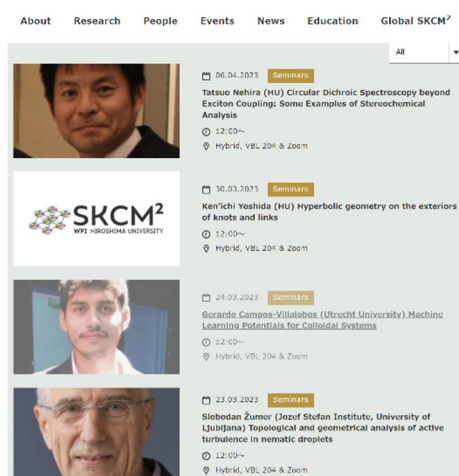 About Research People Events News Education Global SKCM²
All
06.04.2023 Seminars
Tatsuo Nehira (HU) Circular Dichroic Spectroscopy beyond
Exciton Coupling: Some Examples of Stereochemical
Analysis
12:00~
Hybrid, VBL 204 & Zoom
SKCM²
WPI HIROSHIMA UNIVERSITY
30.03.2023 Seminars
Ken'ichi Yoshida (HU) Hyperbolic geometry on the exteriors
of knots and links
12:00~
Hybrid, VBL 204 & Zoom
24.03.2023 Seminars
Gerardo Campos-Villalobos (Utrecht University) Machine
Learning Potentials for Colloidal Systems
12:00~
Hybrid, VBL 204 & Zoom
23.03.2023 Seminars
Slobodan Žumer (Jozef Stefan Institute, University of
Ljubljana) Topological and geometrical analysis of active
turbulence in nematic droplets
12:00~
Hybrid, VBL 204 & Zoom